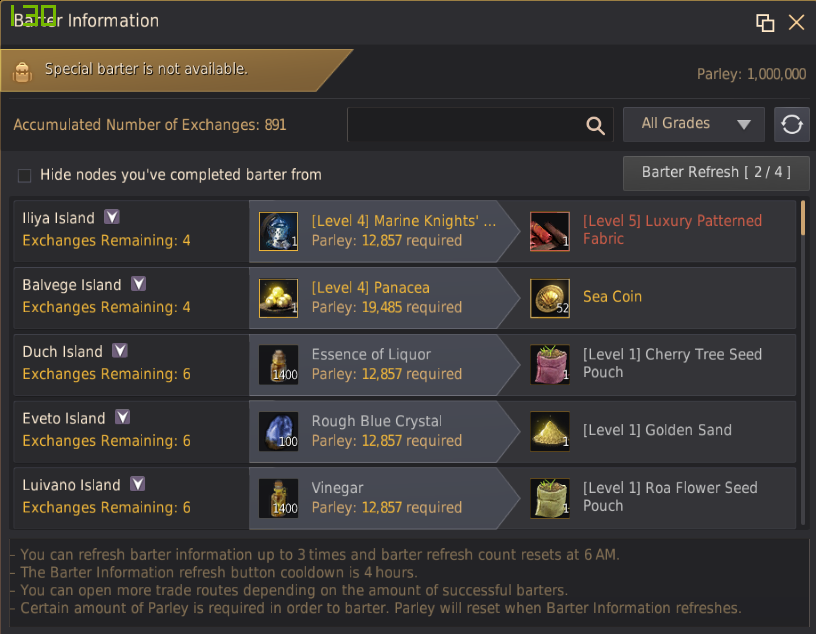 L30
Barter Information
Special barter is not available.
Parley: 1,000,000
Accumulated Number of Exchanges: 891
All Grades
Hide nodes you've completed barter from
Barter Refresh [ 2 / 4 ]
Iliya Island
Exchanges Remaining: 4
1
[Level 4] Marine Knights' ...
Parley: 12,857 required
1
[Level 5] Luxury Patterned
Fabric
Balvege Island
Exchanges Remaining: 4
1
[Level 4] Panacea
Parley: 19,485 required
52
Sea Coin
Duch Island
Exchanges Remaining: 6
1400
Essence of Liquor
Parley: 12,857 required
1
[Level 1] Cherry Tree Seed
Pouch
Eveto Island
Exchanges Remaining: 6
100
Rough Blue Crystal
Parley: 12,857 required
1
[Level 1] Golden Sand
Luivano Island
Exchanges Remaining: 6
1400
Vinegar
Parley: 12,857 required
1
[Level 1] Roa Flower Seed
Pouch
- You can refresh barter information up to 3 times and barter refresh count resets at 6 AM.
- The Barter Information refresh button cooldown is 4 hours.
- You can open more trade routes depending on the amount of successful barters.
- Certain amount of Parley is required in order to barter. Parley will reset when Barter Information refreshes.